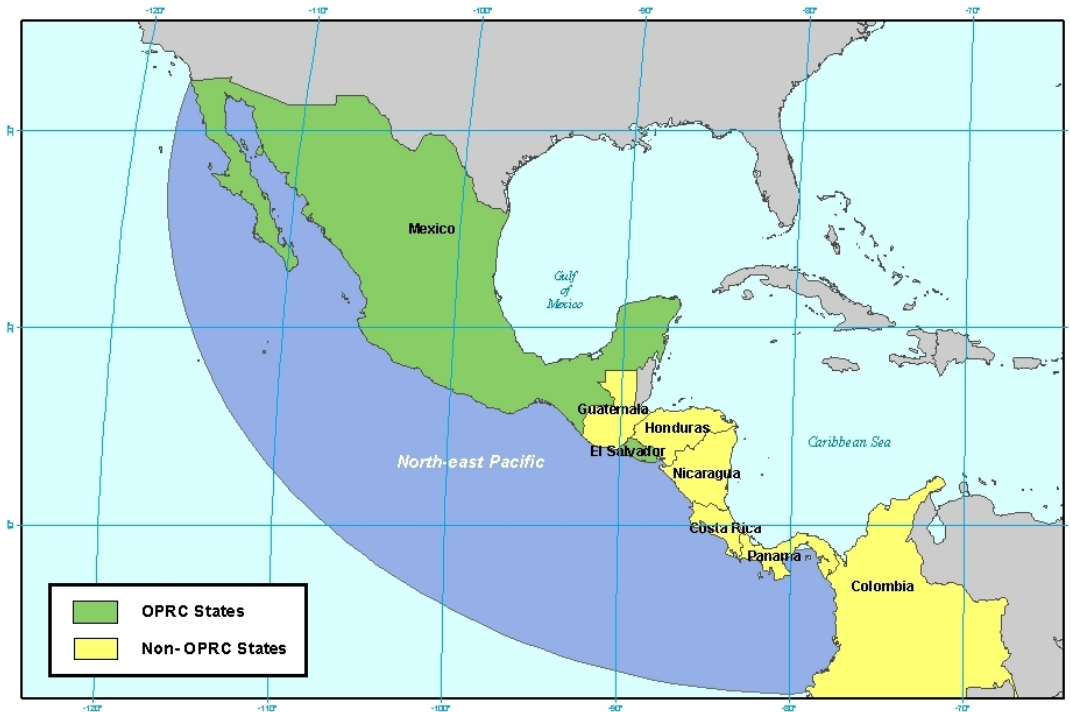 -120° -110° -100° -90° -80° -70°
Mexico
Gulf
of
Mexico
Guatemala
Honduras
Caribbean Sea
El Salvador
North-east Pacific
Nicaragua
Costa Rica
Panama
Colombia
OPRC States
Non-OPRC States
-120° -110° -100° -90° -80° -70°